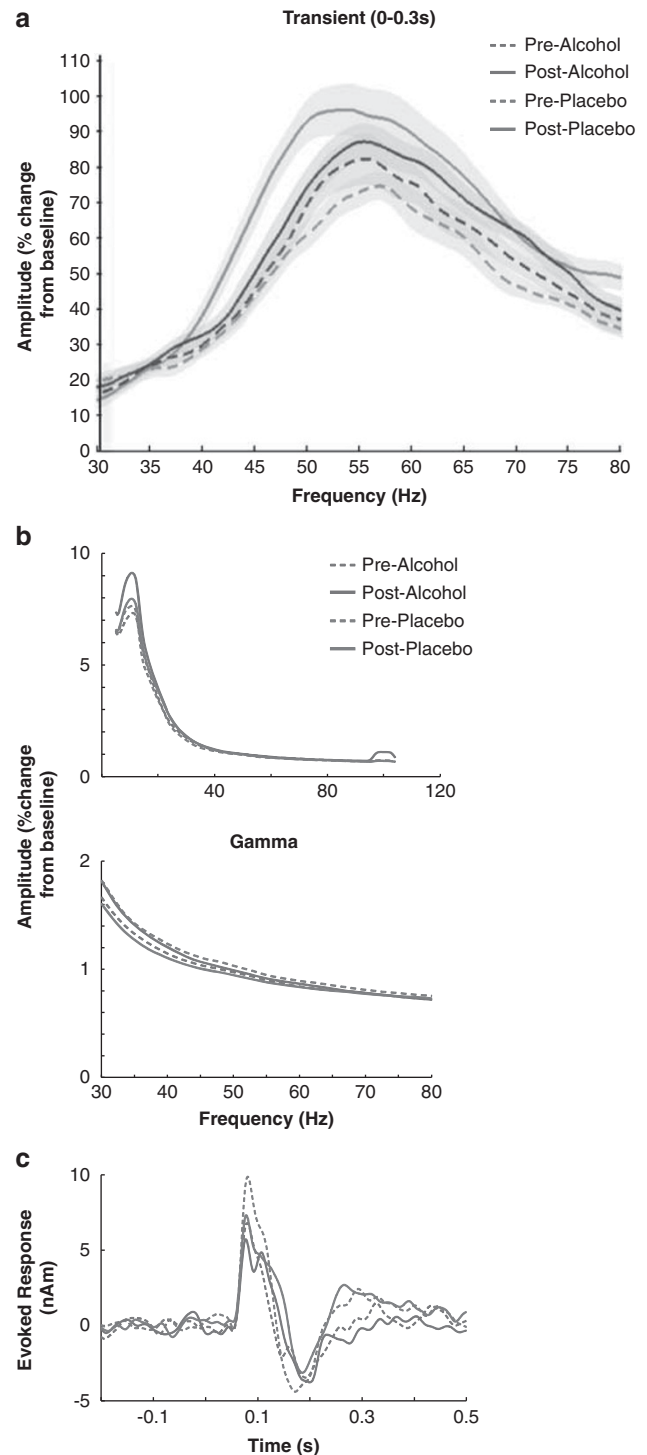 a
Transient (0-0.3s)
Pre-Alcohol
Post-Alcohol
Pre-Placebo
Post-Placebo
Amplitude (% change
from baseline)
110
100
90
80
70
60
50
40
30
20
10
0
30 35 40 45 50 55 60 65 70 75 80
Frequency (Hz)
b
Pre-Alcohol
Post-Alcohol
Pre-Placebo
Post-Placebo
10
5
0
40 80 120
Amplitude (%change
from baseline)
Gamma
2
1
0
30 40 50 60 70 80
Frequency (Hz)
c
Evoked Response
(nAm)
10
5
0
-5
-0.1 0.1 0.3 0.5
Time (s)